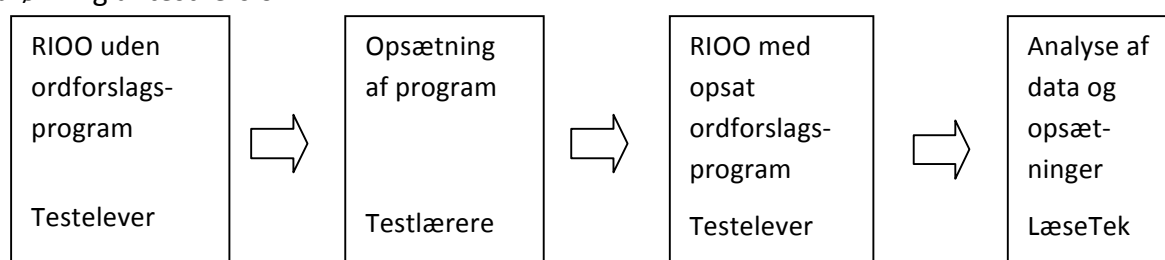 RIOO uden
ordforslags-
program
Testelever
Opsætning
af program
Testlærere
RIOO med
opsat
ordforslags-
program
Testelever
Analyse af
data og
opsæt-
ninger
LæseTek